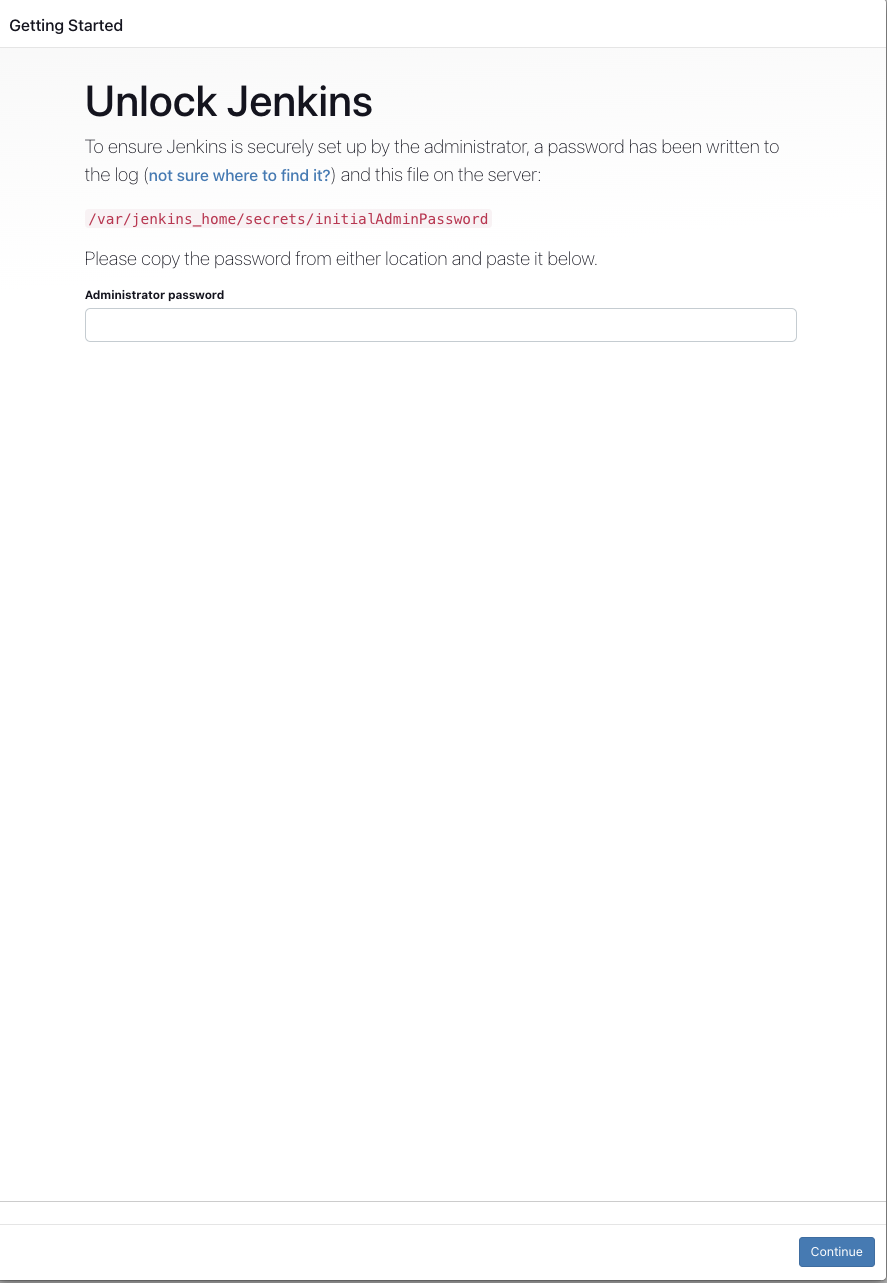 Getting Started
Unlock Jenkins
To ensure Jenkins is securely set up by the administrator, a password has been written to
the log (not sure where to find it?) and this file on the server:
/var/jenkins_home/secrets/initialAdminPassword
Please copy the password from either location and paste it below.
Administrator password
Continue